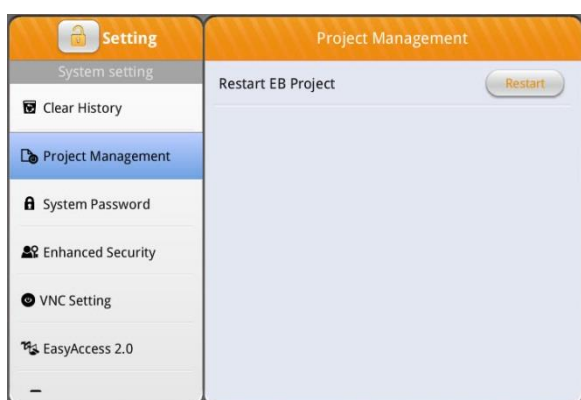 Setting
System setting
Clear History
Project Management
System Password
Enhanced Security
VNC Setting
EasyAccess 2.0
Project Management
Restart EB Project
Restart